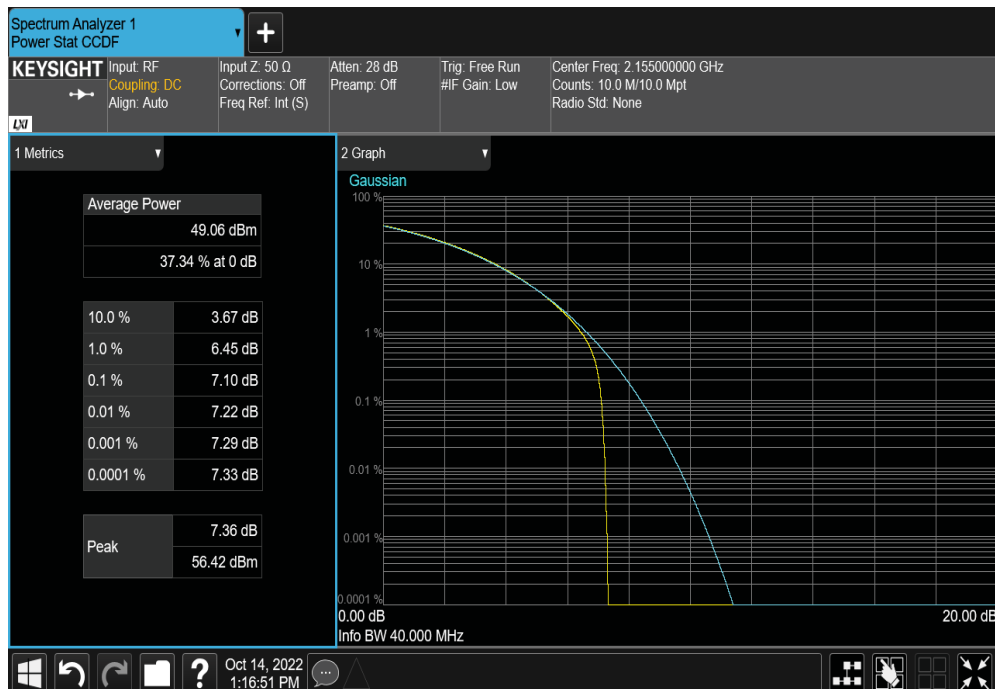 Spectrum Analyzer 1
Power Stat CCDF
+
KEYSIGHT
LXI
Input: RF
Coupling: DC
Align: Auto
Input Z: 50 Ω
Corrections: Off
Freq Ref: Int (S)
Atten: 28 dB
Preamp: Off
Trig: Free Run
#IF Gain: Low
Center Freq: 2.155000000 GHz
Counts: 10.0 M/10.0 Mpt
Radio Std: None
1 Metrics
Average Power
49.06 dBm
37.34 % at 0 dB
10.0 % 3.67 dB
1.0 % 6.45 dB
0.1 % 7.10 dB
0.01 % 7.22 dB
0.001 % 7.29 dB
0.0001 % 7.33 dB
Peak
7.36 dB
56.42 dBm
2 Graph
Gaussian
100 %
10 %
1 %
0.1 %
0.01 %
0.001 %
0.0001 %
0.00 dB 20.00 dB
Info BW 40.000 MHz
?
Oct 14, 2022
1:16:51 PM